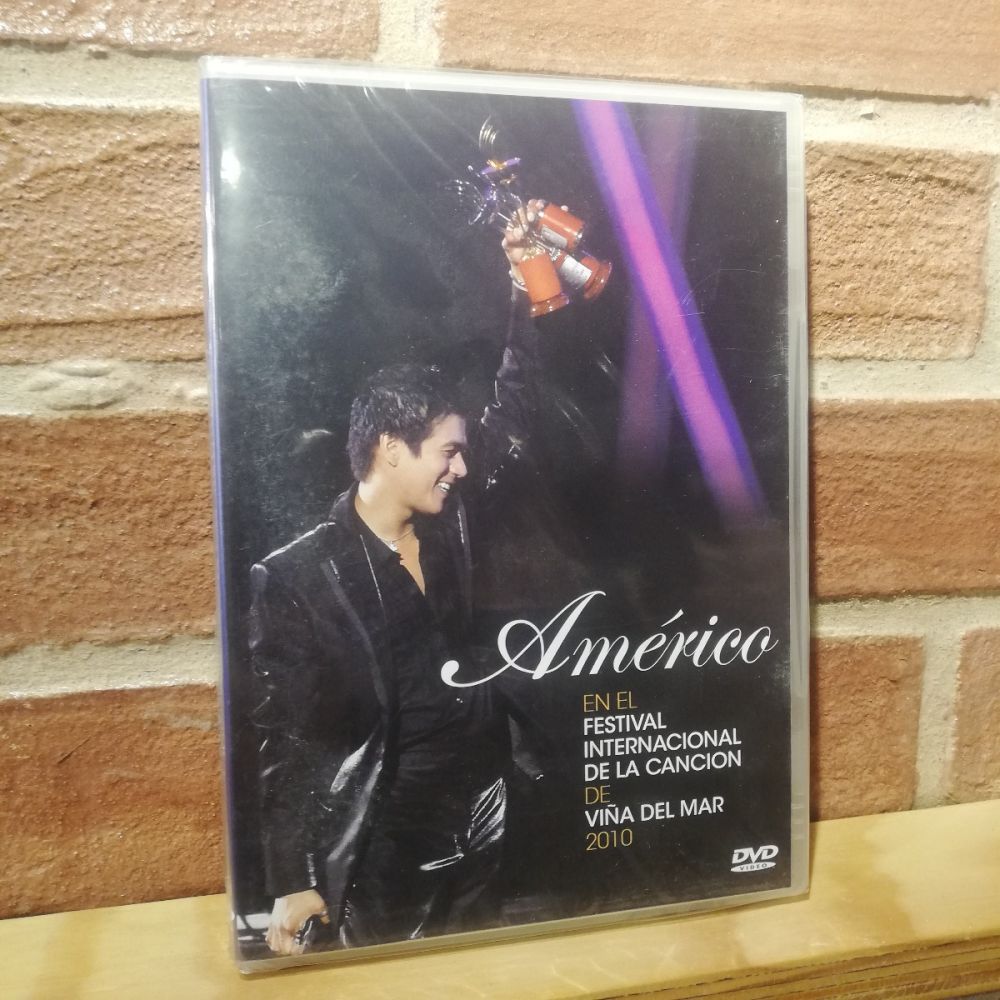 Américo
EN EL
FESTIVAL
INTERNACIONAL
DE LA CANCION
DE
VIÑA DEL MAR
2010
DVD
VIDEO